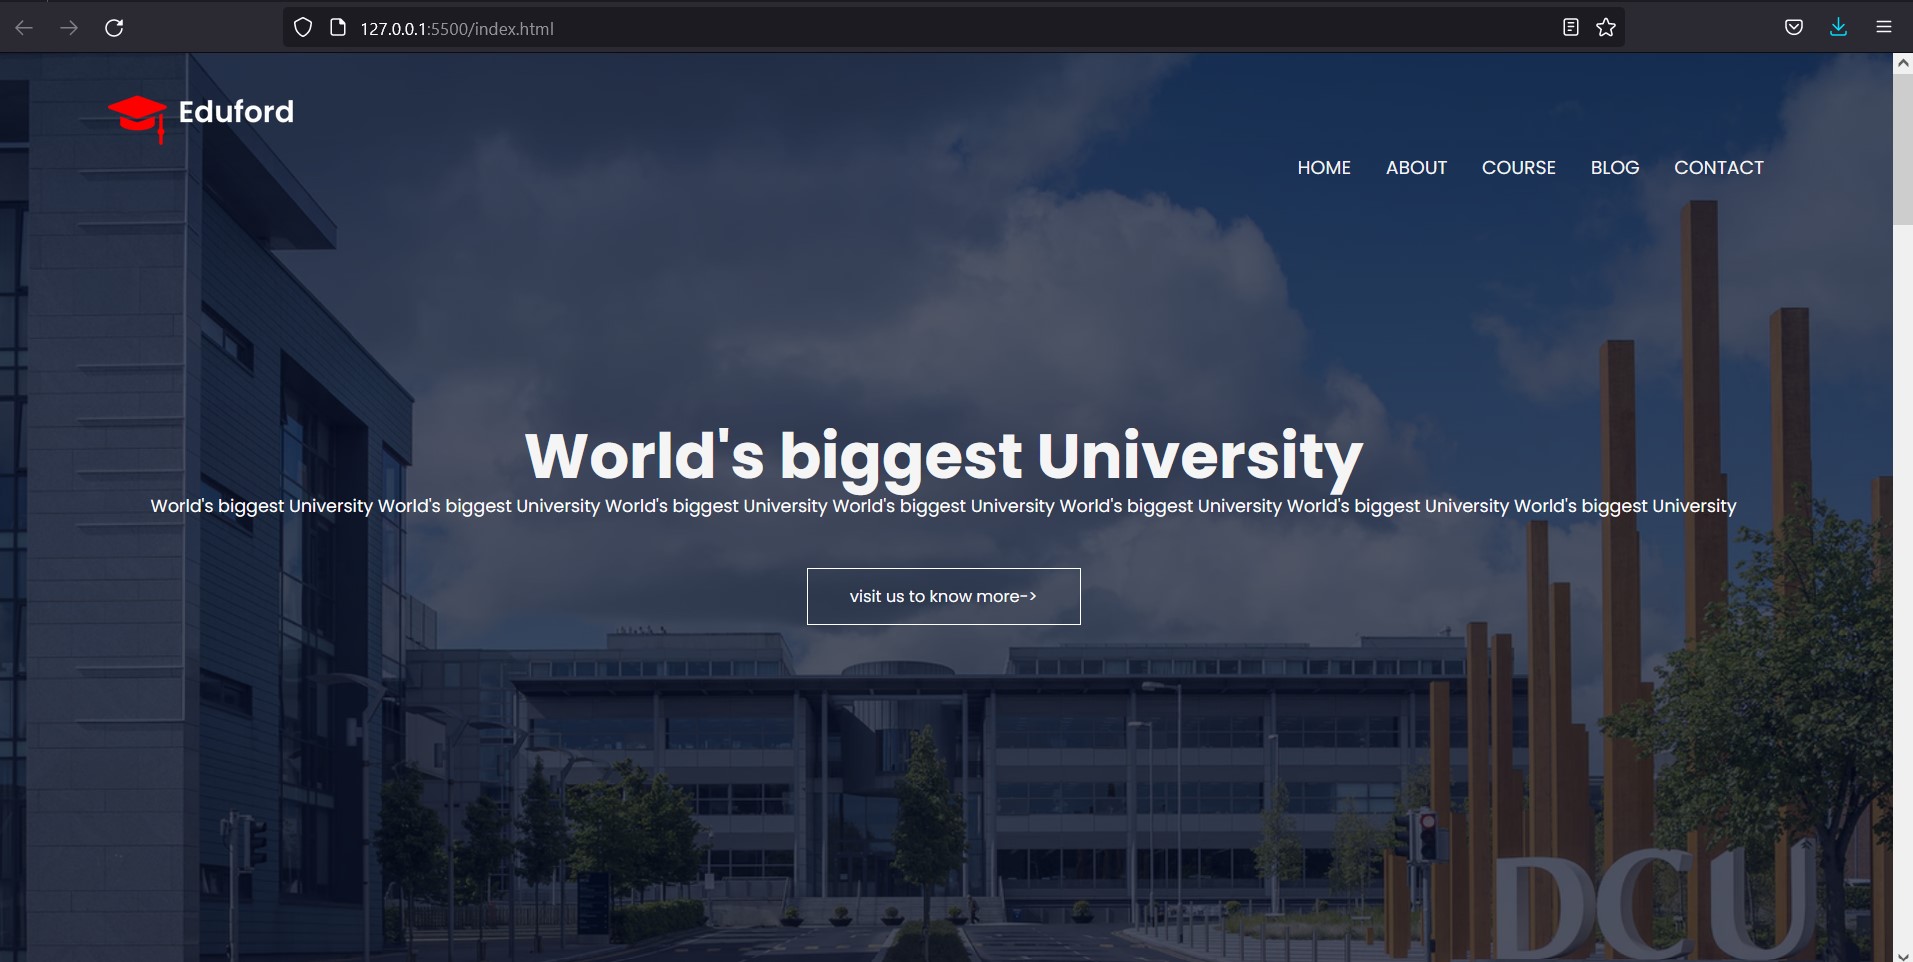 127.0.0.1:5500/index.html
Eduford
HOME ABOUT COURSE BLOG CONTACT
World's biggest University
World's biggest University World's biggest University World's biggest University World's biggest University World's biggest University World's biggest University World's biggest University
visit us to know more->
DCU